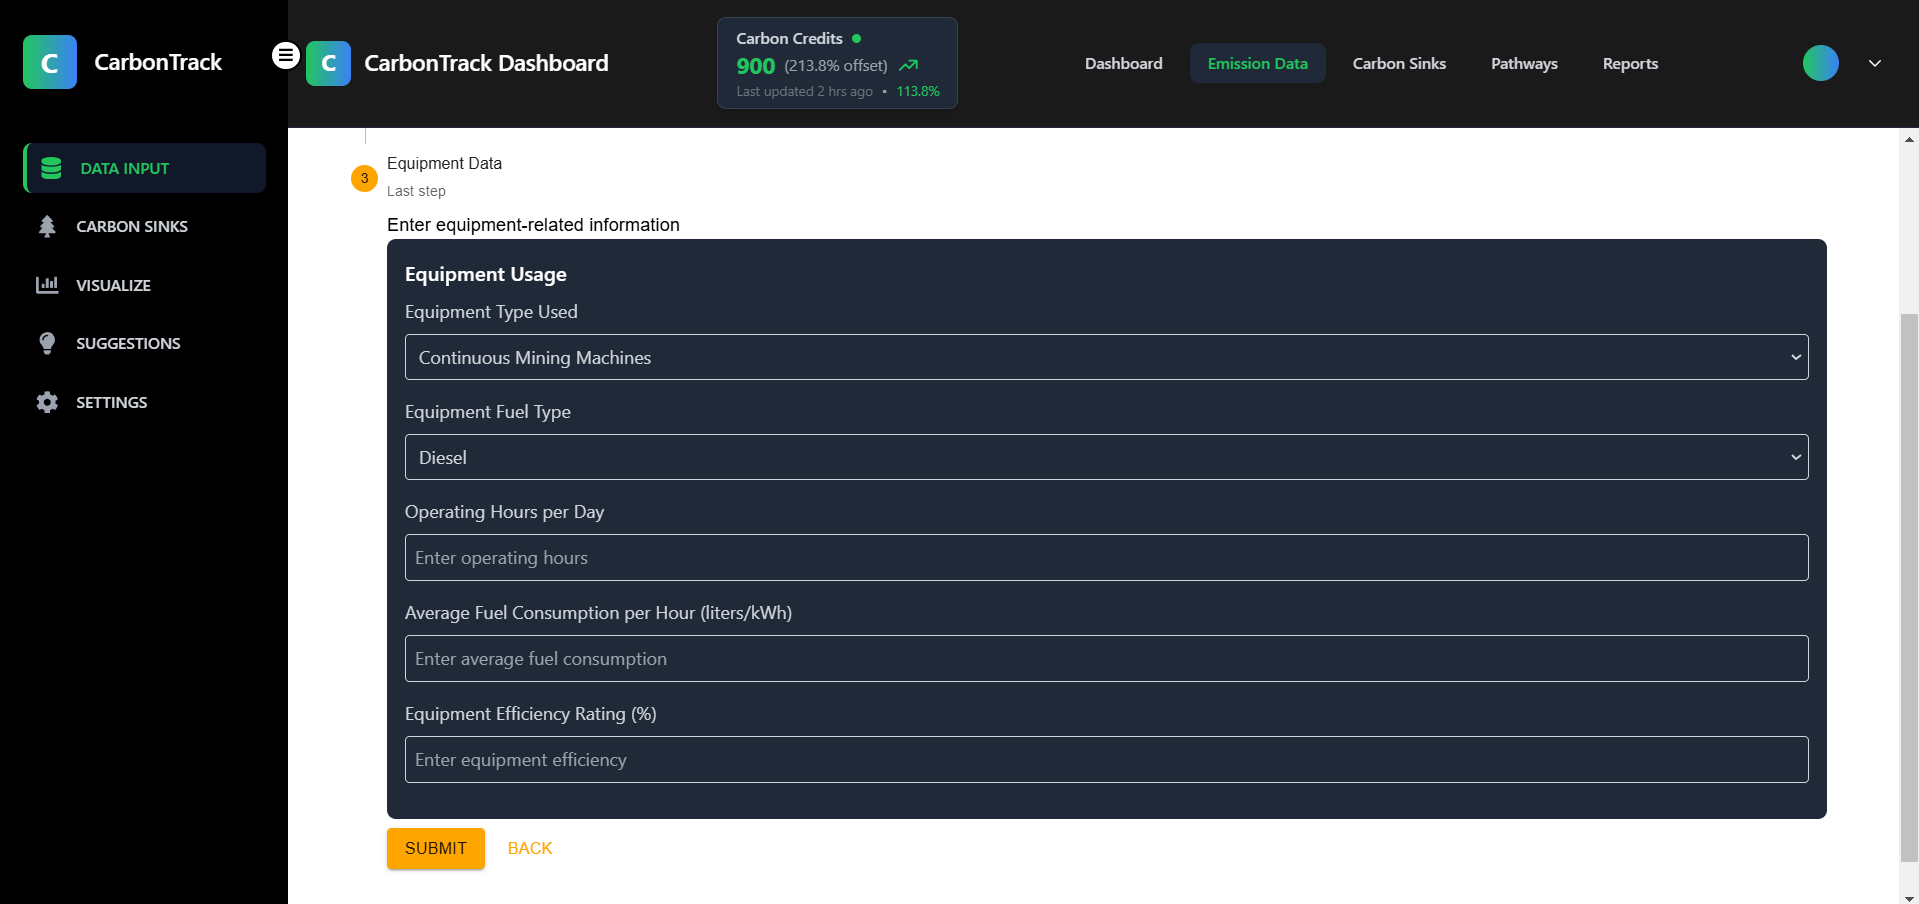 C CarbonTrack
DATA INPUT
CARBON SINKS
VISUALIZE
SUGGESTIONS
SETTINGS
C CarbonTrack Dashboard
Carbon Credits
900 (213.8% offset)
Last updated 2 hrs ago • 113.8%
Dashboard
Emission Data
Carbon Sinks
Pathways
Reports
3
Equipment Data
Last step
Enter equipment-related information
Equipment Usage
Equipment Type Used
Continuous Mining Machines
Equipment Fuel Type
Diesel
Operating Hours per Day
Enter operating hours
Average Fuel Consumption per Hour (liters/kWh)
Enter average fuel consumption
Equipment Efficiency Rating (%)
Enter equipment efficiency
SUBMIT
BACK